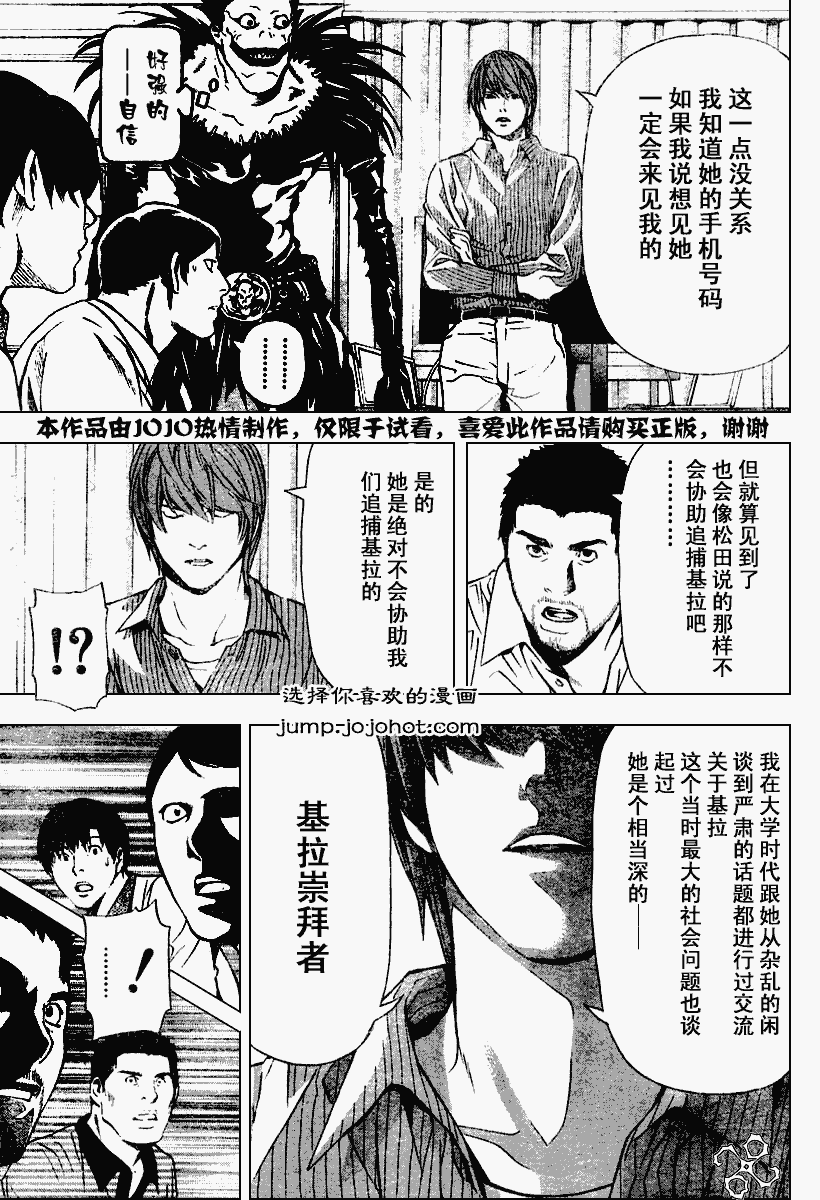 这一点没关系
我知道她的手机号码
如果我说想见她
一定会来见我的
好强的
——自信
…………
本作品由JOJO热情制作，仅限于试看，喜爱此作品请购买正版，谢谢
但就算见到了
也会像松田说的那样不
会协助追捕基拉吧
…………
是的
她是绝对不会协助我
们追捕基拉的
!?
选择你喜欢的漫画
jump.jojohot.com
我在大学时代跟她从杂乱的闲
谈到严肃的话题都进行过交流
关于基拉
这个当时最大的社会问题也谈
起过
她是个相当深的——
基拉崇拜者
……！